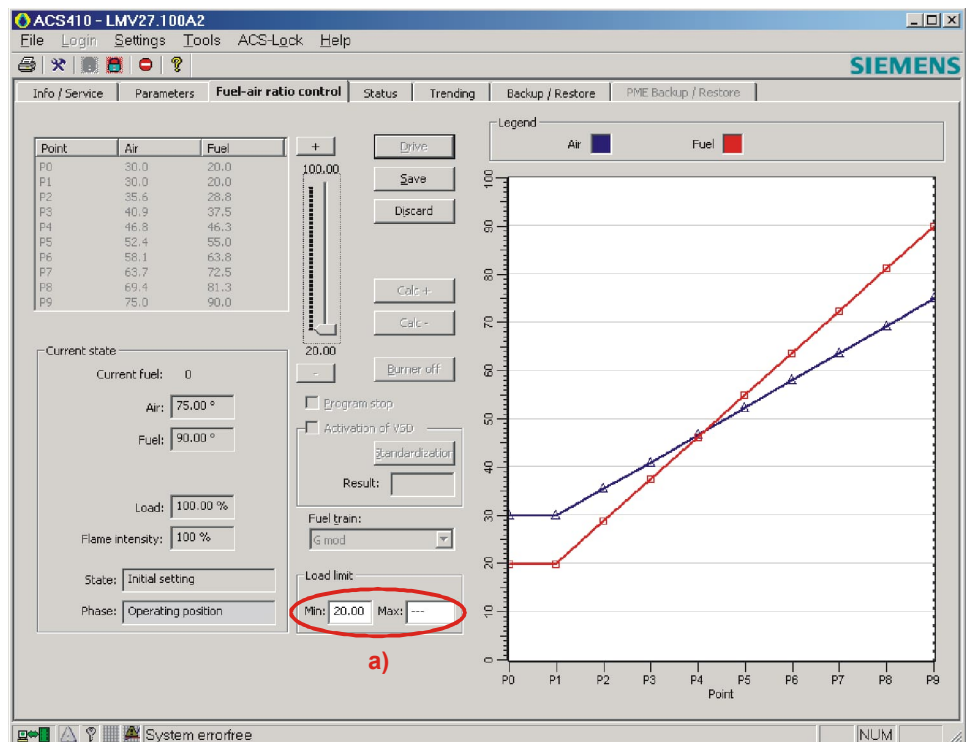 ACS410 - LMV27.100A2
File Login Settings Tools ACS-Lock Help
SIEMENS
Info / Service Parameters Fuel-air ratio control Status Trending Backup / Restore PME Backup / Restore
Point Air Fuel
P0 30.0 20.0
P1 30.0 20.0
P2 35.6 28.8
P3 40.9 37.5
P4 46.8 46.3
P5 52.4 55.0
P6 58.1 63.8
P7 63.7 72.5
P8 69.4 81.3
P9 75.0 90.0
+
100.00
20.00
-
Drive
Save
Discard
Calc +
Calc -
Burner off
Current state
Current fuel: 0
Air: 75.00 °
Fuel: 90.00 °
Load: 100.00 %
Flame intensity: 100 %
State: Initial setting
Phase: Operating position
Program stop
Activation of VSD
Standardization
Result:
Fuel train:
G mod
Load limit
Min: 20.00 Max: ---
a)
Legend
Air Fuel
100
90
80
70
60
50
40
30
20
10
0
P0 P1 P2 P3 P4 P5 P6 P7 P8 P9
Point
System errorfree
NUM